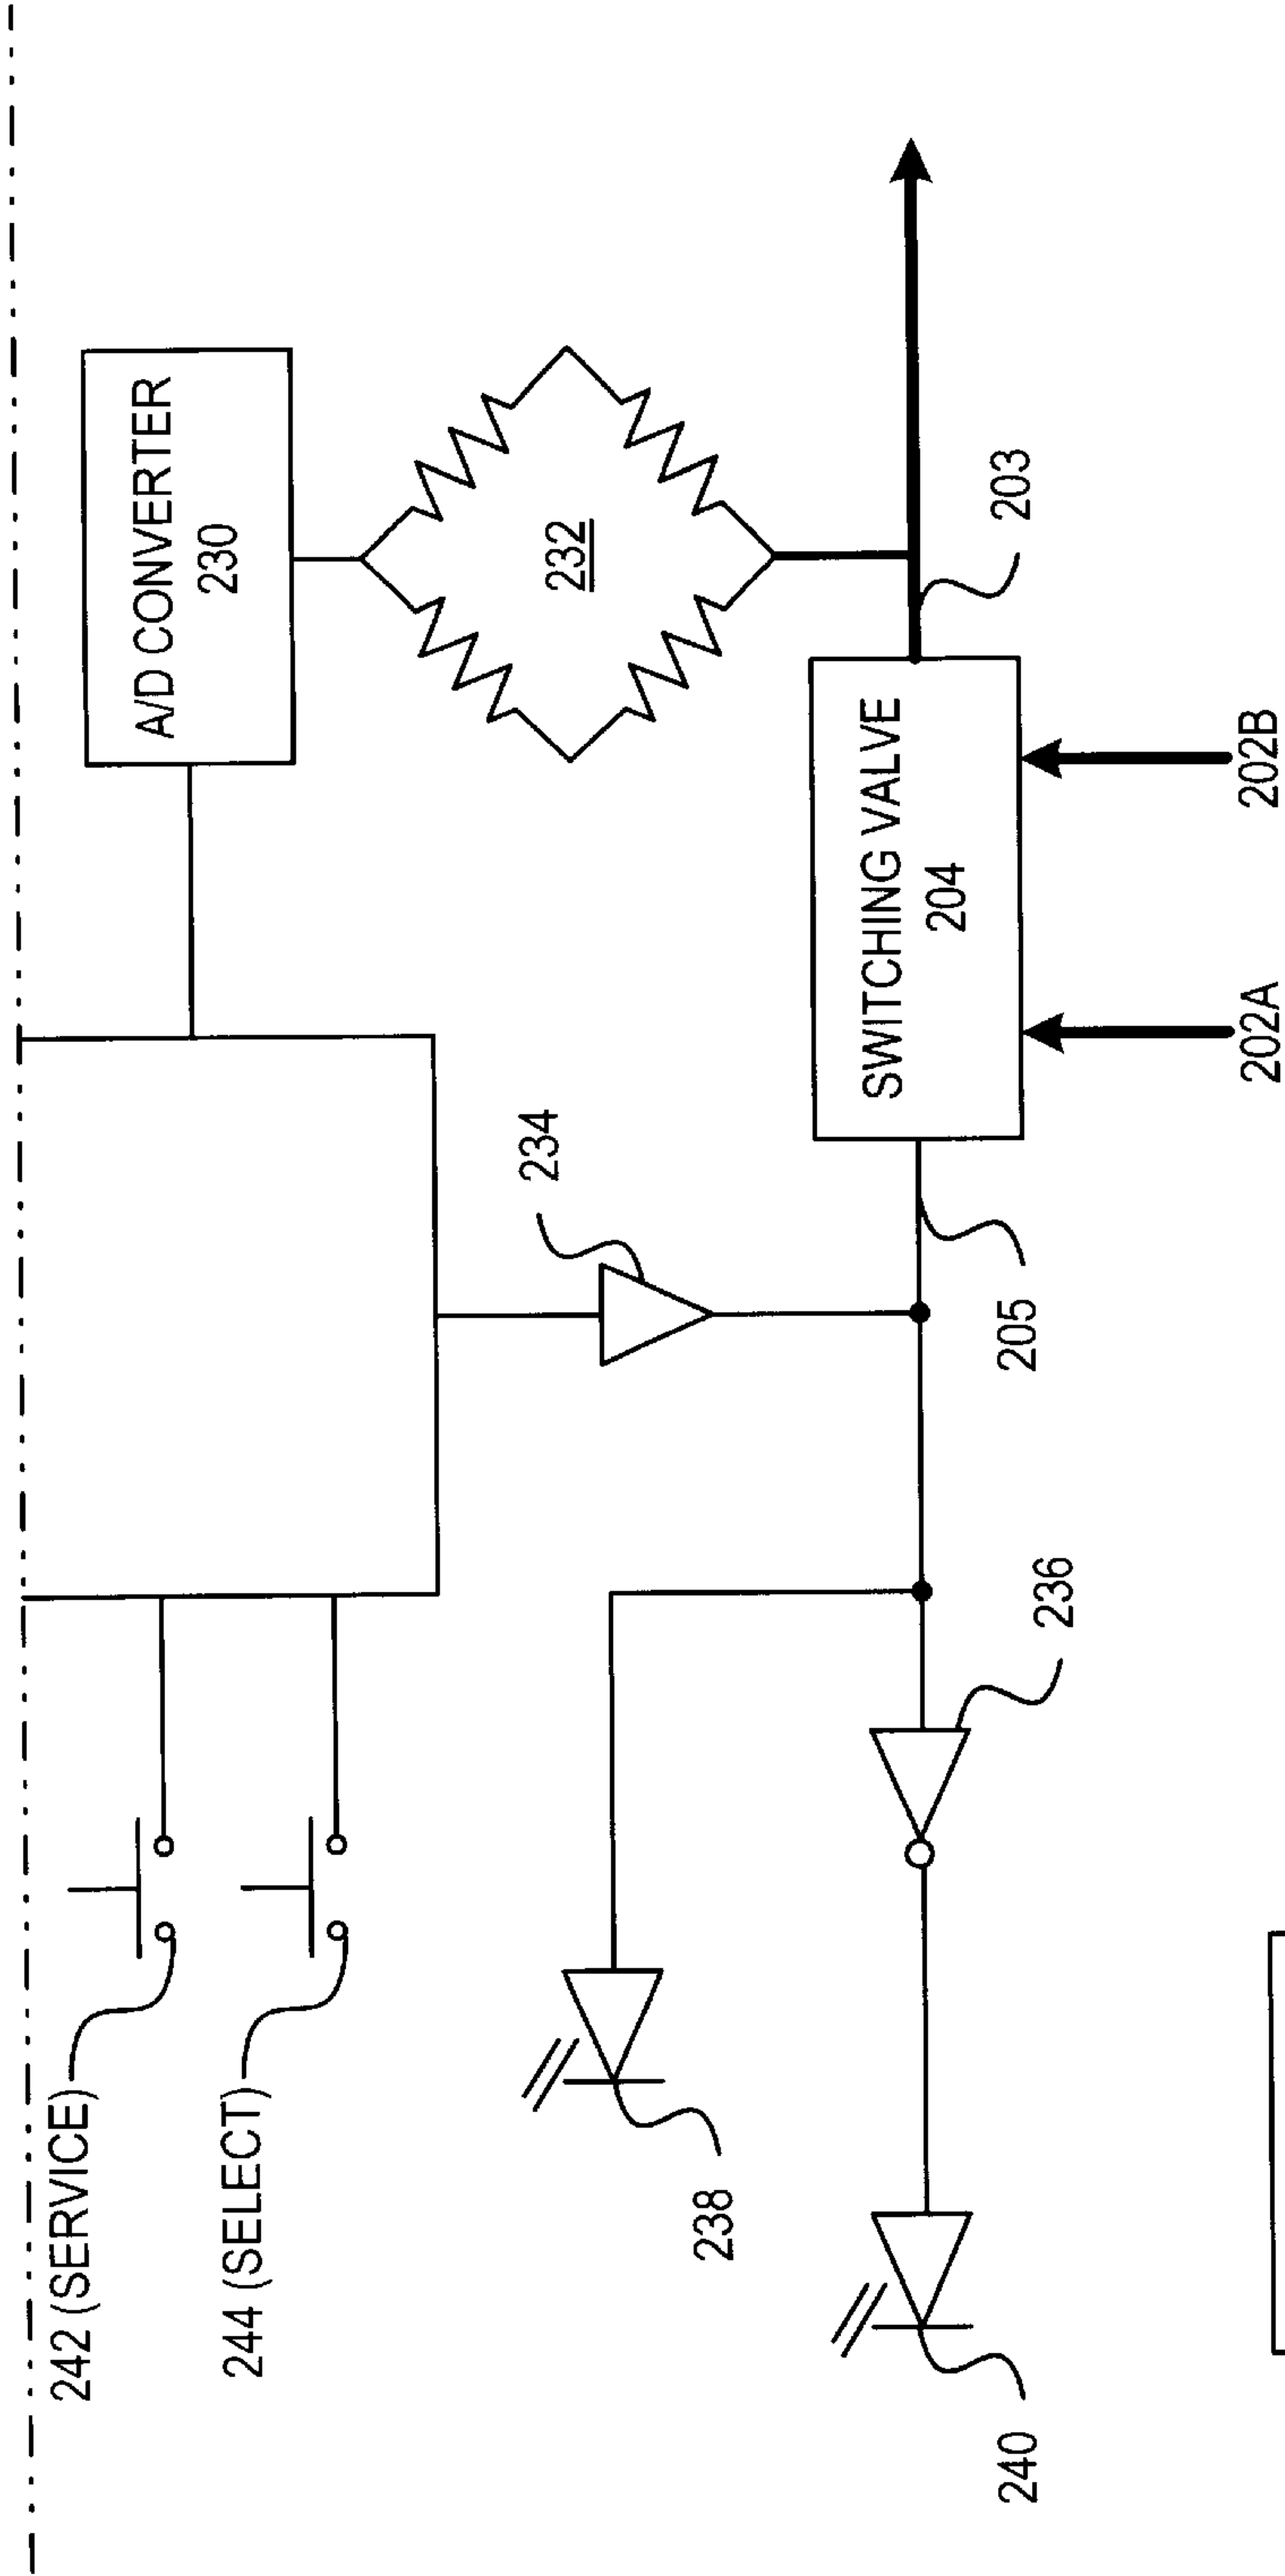 242 (SERVICE)
244 (SELECT)
A/D CONVERTER
230
232
234
238
236
240
205
SWITCHING VALVE
204
203
202A
202B